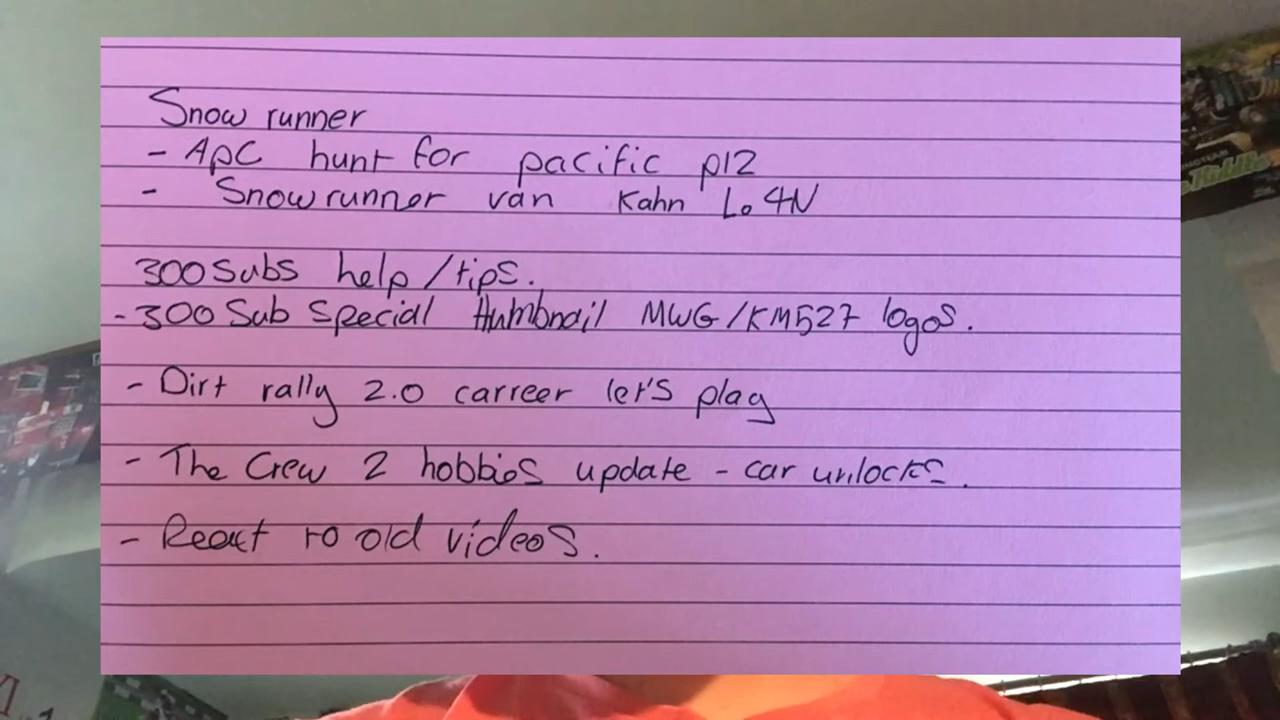 Snow runner
- APC hunt for pacific p12
- Snowrunner van Kahn Lo4N
300 Subs help/tips.
- 300 Sub Special thumbnail MWG/KM527 logos.
- Dirt rally 2.0 carreer let's play
- The Crew 2 hobbies update - car unlocks.
- React to old videos.